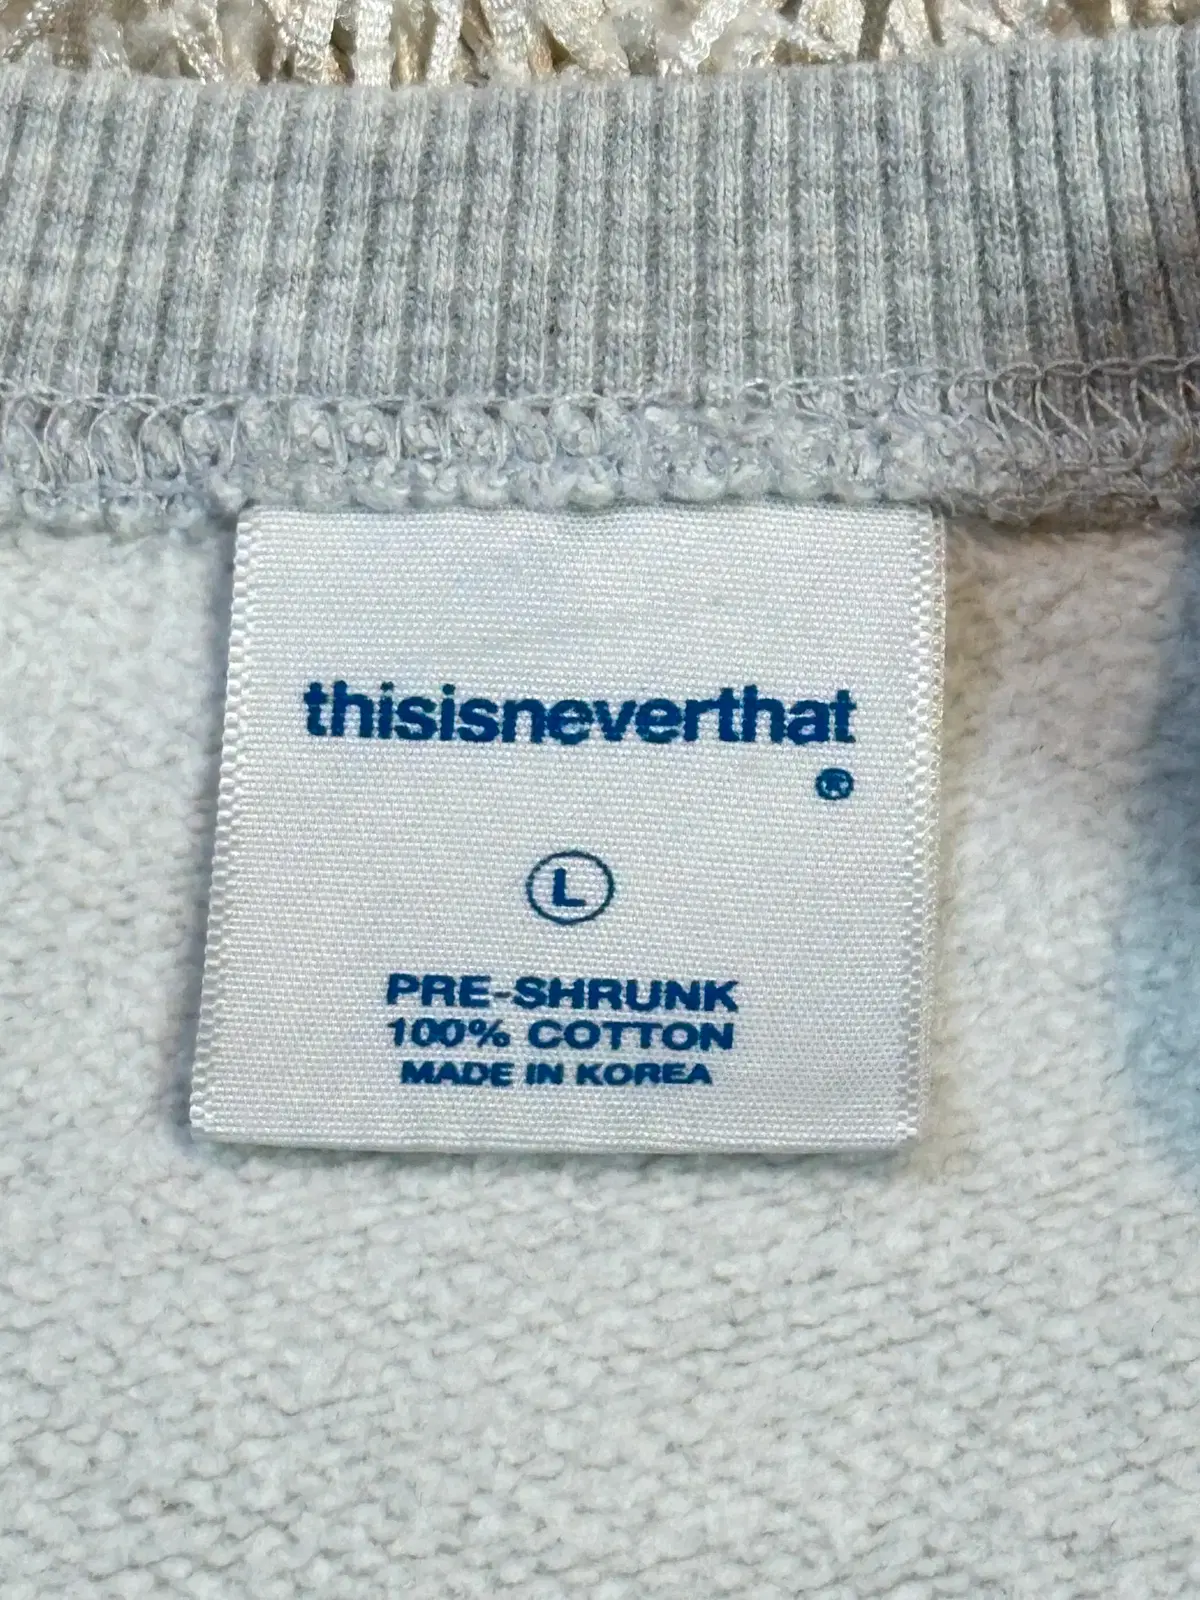 thisisneverthat
®
L
PRE-SHRUNK
100% COTTON
MADE IN KOREA